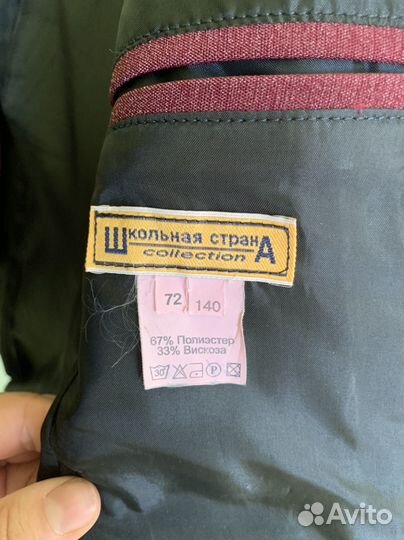 Школьная странА
collection
72 140
67% Полиэстер
33% Вискоза
30 P
Avito